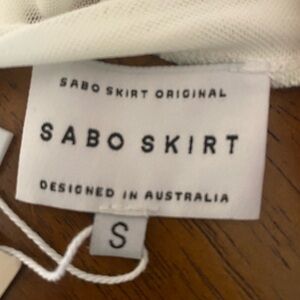 SABO SKIRT ORIGINAL
SABO SKIRT
DESIGNED IN AUSTRALIA
S